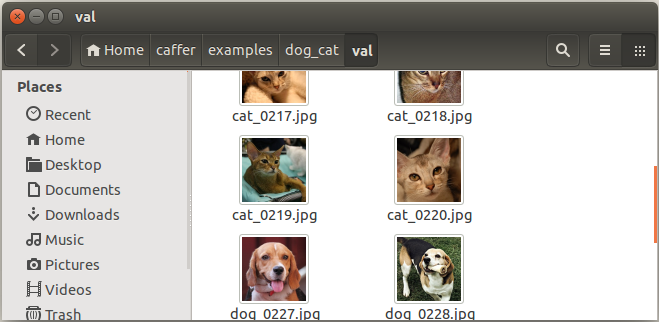 val
Home caffer examples dog_cat val
Places
Recent
Home
Desktop
Documents
Downloads
Music
Pictures
Videos
Trash
cat_0217.jpg cat_0218.jpg
cat_0219.jpg cat_0220.jpg
dog_0227.jpg dog_0228.jpg